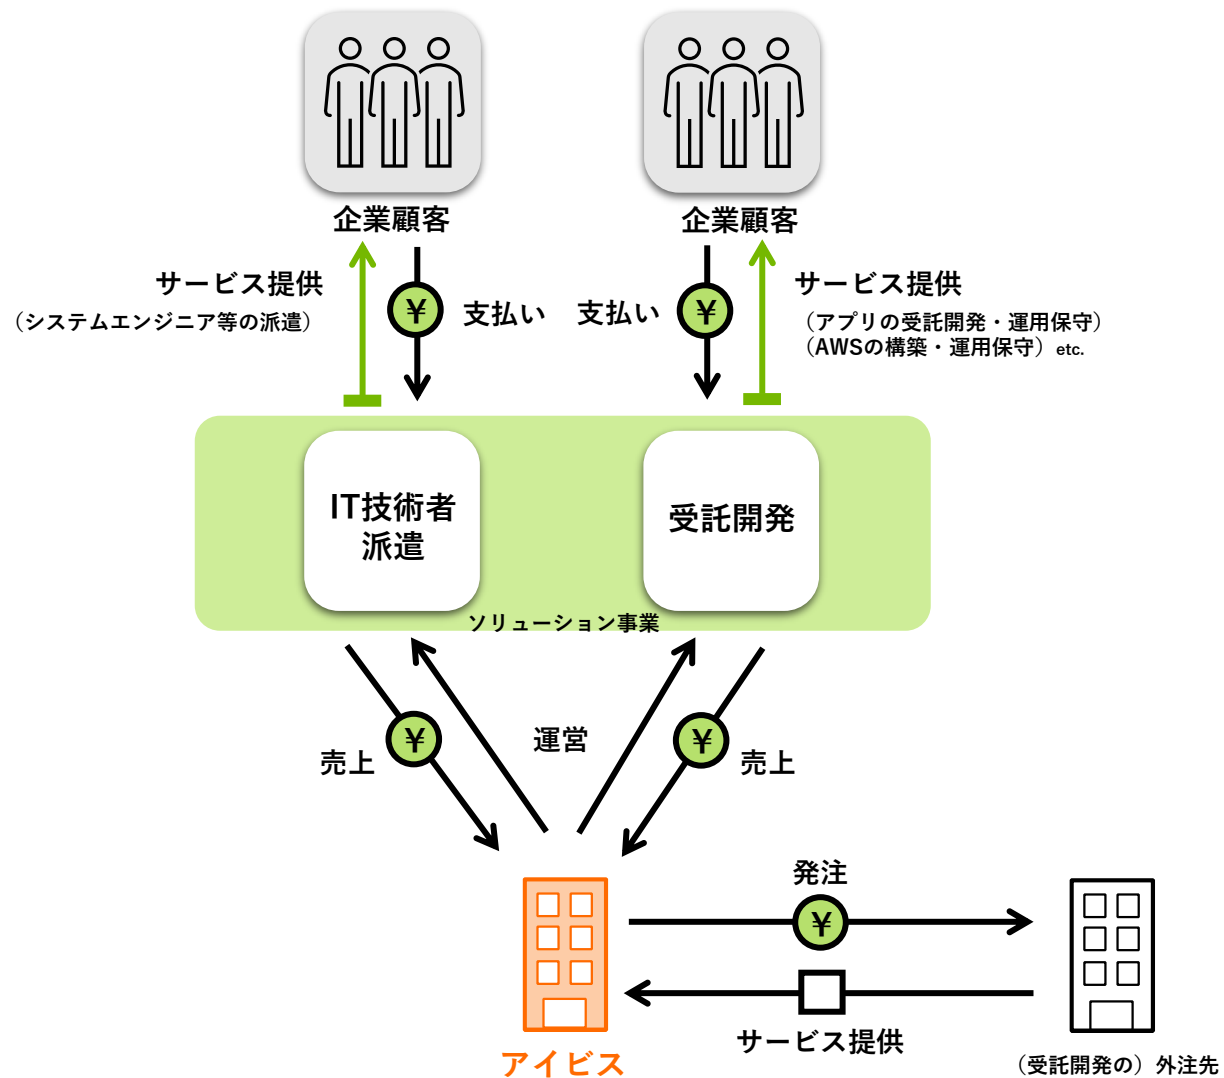 企業顧客
企業顧客
サービス提供
（システムエンジニア等の派遣）
¥
支払い
支払い
¥
サービス提供
（アプリの受託開発・運用保守）
（AWSの構築・運用保守）etc.
IT技術者
派遣
受託開発
ソリューション事業
売上
¥
運営
¥
売上
発注
¥
サービス提供
アイビス
（受託開発の）外注先